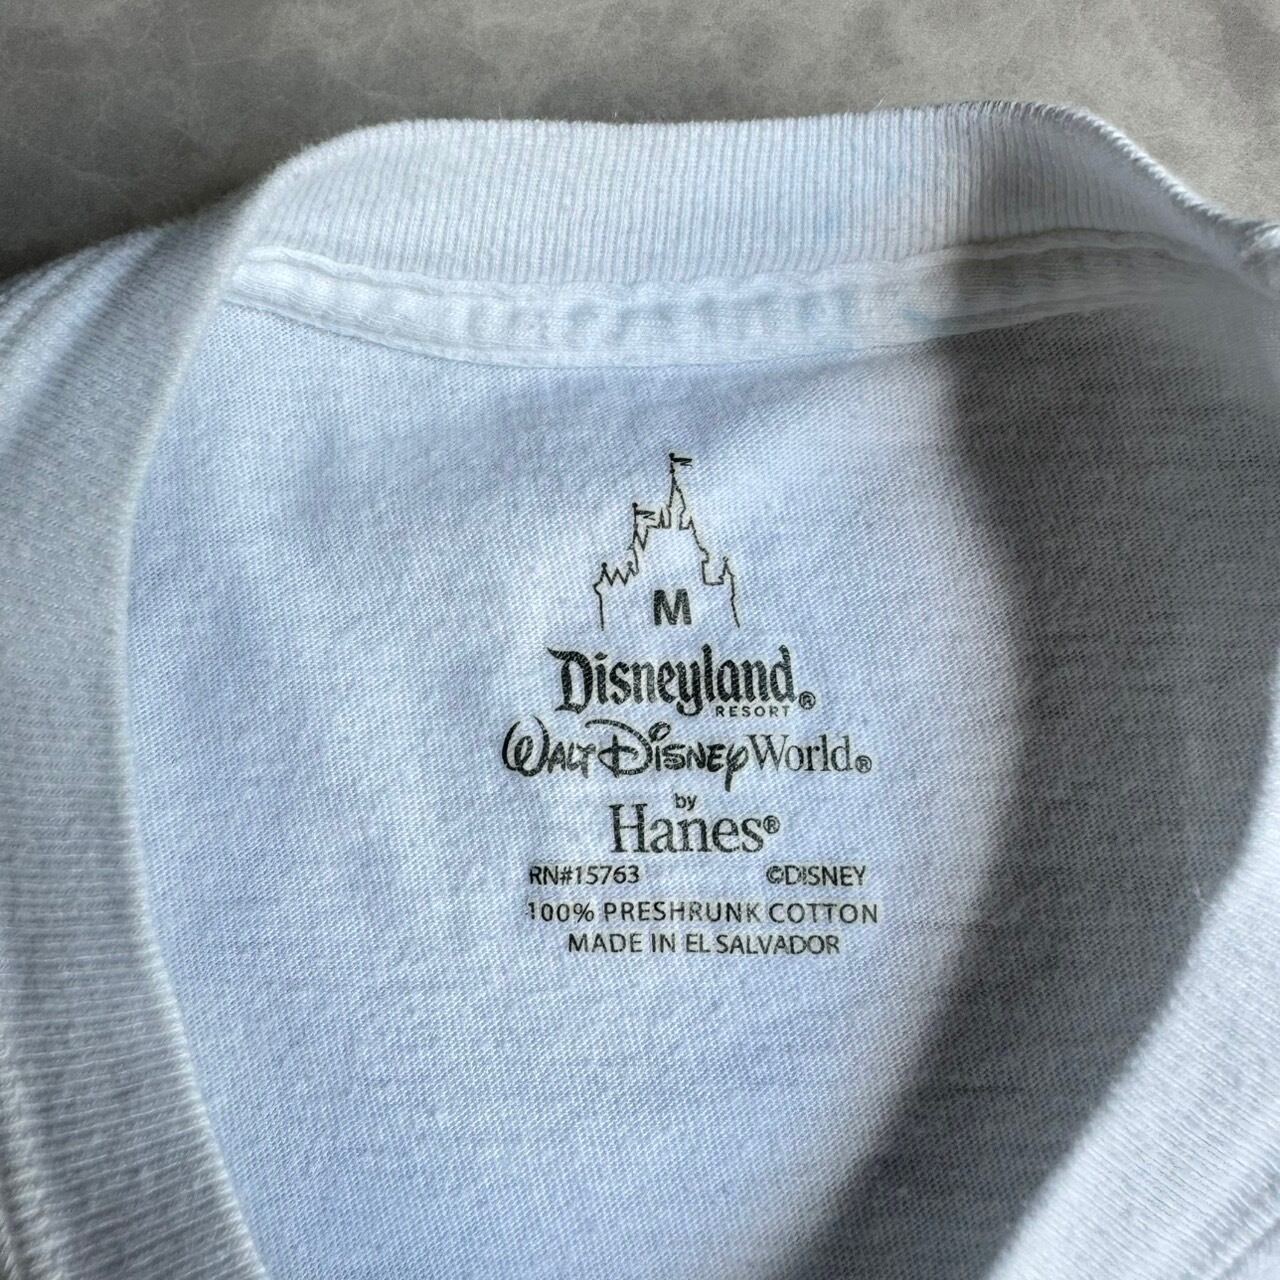 M
Disneyland®
RESORT
WALT DISNEY World®
by
Hanes®
RN#15763 ©DISNEY
100% PRESHRUNK COTTON
MADE IN EL SALVADOR